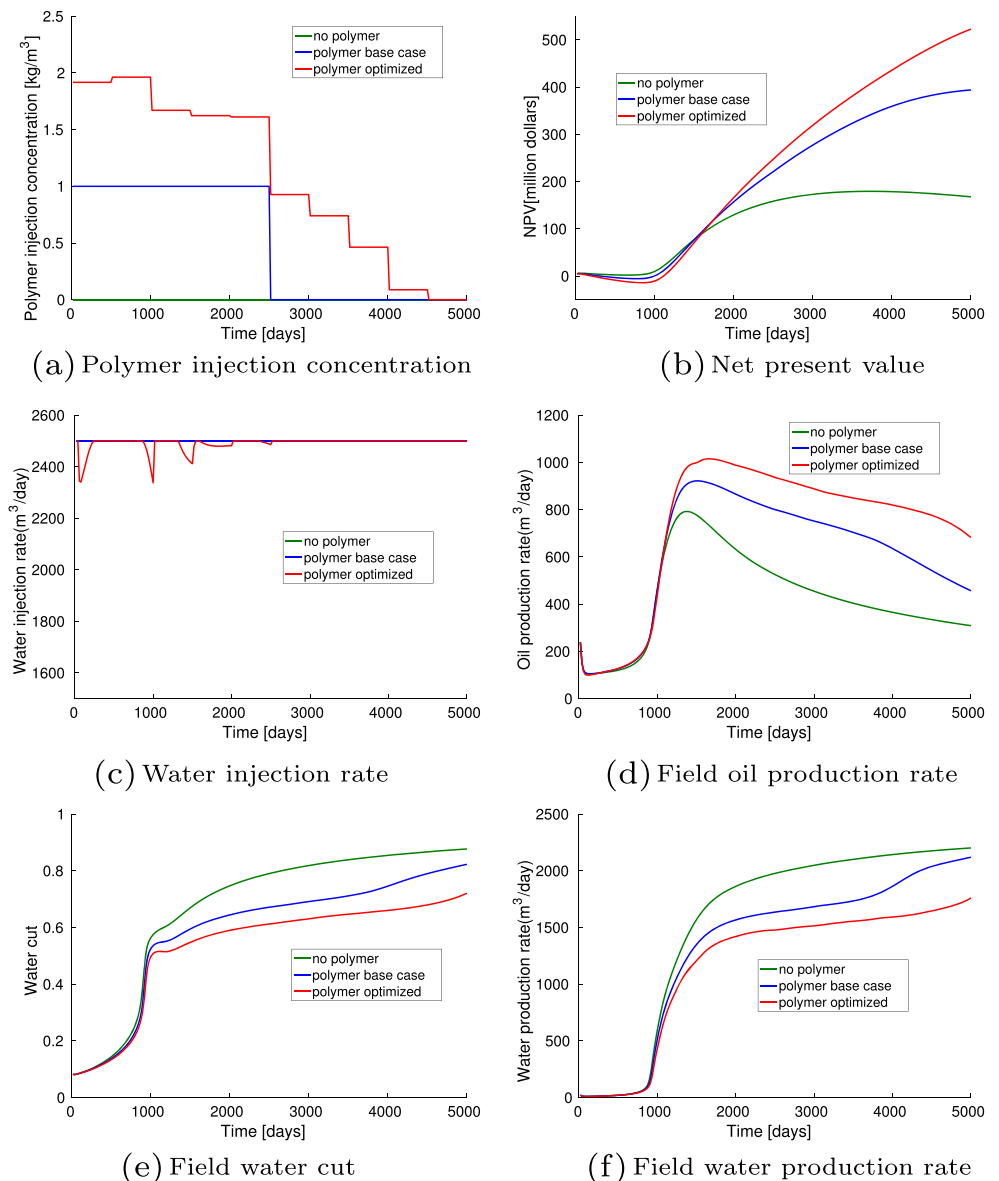 2.5
2
1.5
1
0.5
0
Polymer injection concentration [kg/m³]
no polymer
polymer base case
polymer optimized
0 1000 2000 3000 4000 5000
Time [days]
(a) Polymer injection concentration
500
400
300
200
100
0
NPV[million dollars]
no polymer
polymer base case
polymer optimized
0 1000 2000 3000 4000 5000
Time [days]
(b) Net present value
2600
2400
2200
2000
1800
1600
Water injection rate(m³/day)
no polymer
polymer base case
polymer optimized
0 1000 2000 3000 4000 5000
Time [days]
(c) Water injection rate
1200
1000
800
600
400
200
0
Oil production rate(m³/day)
no polymer
polymer base case
polymer optimized
0 1000 2000 3000 4000 5000
Time [days]
(d) Field oil production rate
1
0.8
0.6
0.4
0.2
0
Water cut
no polymer
polymer base case
polymer optimized
0 1000 2000 3000 4000 5000
Time [days]
(e) Field water cut
2500
2000
1500
1000
500
0
Water production rate(m³/day)
no polymer
polymer base case
polymer optimized
0 1000 2000 3000 4000 5000
Time [days]
(f) Field water production rate